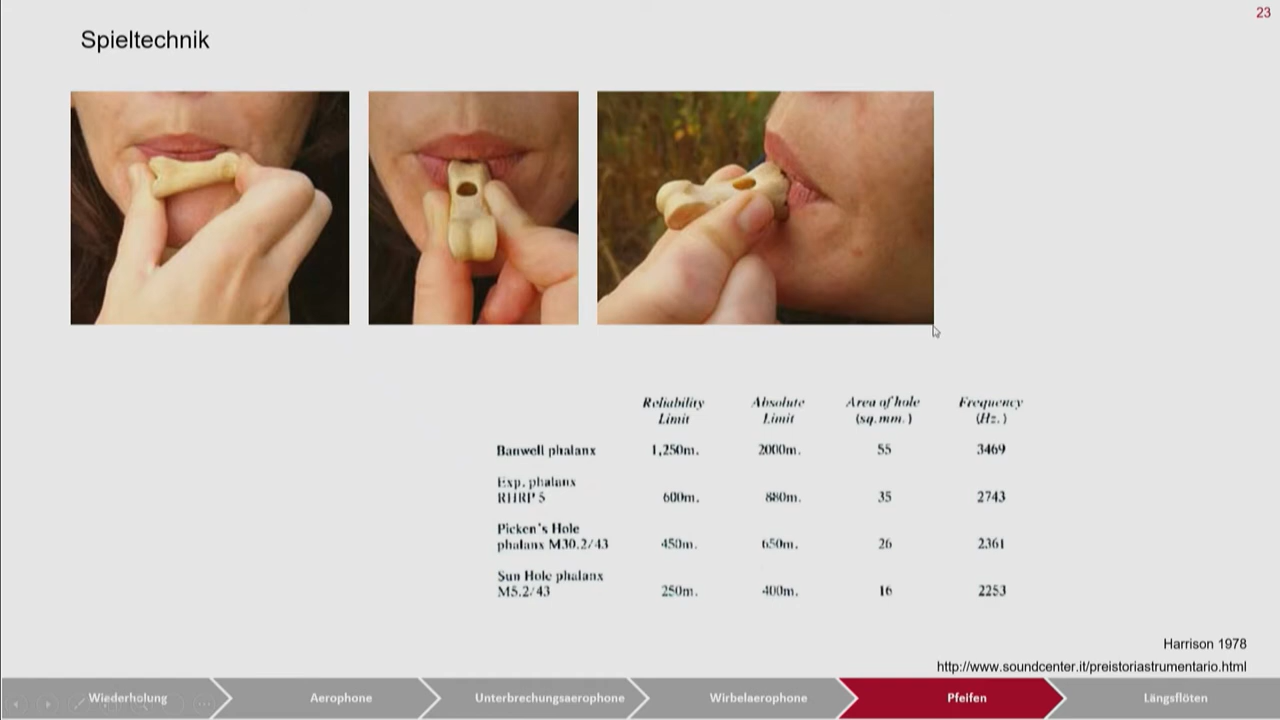 23
Spieltechnik
Reliability Absolute Area of hole Frequency
Limit Limit (sq.mm.) (Hz.)
Banwell phalanx 1,250m. 2000m. 55 3469
Exp. phalanx
RHRP 5 600m. 880m. 35 2743
Picken's Hole
phalanx M30.2/43 450m. 650m. 26 2361
Sun Hole phalanx
M5.2/43 250m. 400m. 16 2253
Harrison 1978
http://www.soundcenter.it/preistoriastrumentario.html
Wiederholung Aerophone Unterbrechungsaerophone Wirbelaerophone Pfeifen Längsflöten